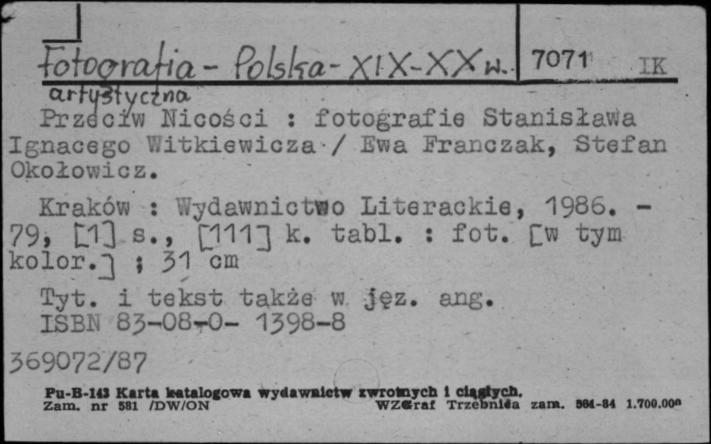 Fotografia - Polska - XIX-XX w. 7071 IK
artystyczna
Przeciw Nicości : fotografie Stanisława
Ignacego Witkiewicza / Ewa Franczak, Stefan
Okołowicz.
Kraków : Wydawnictwo Literackie, 1986. -
79, [1] s., [111] k. tabl. : fot. [w tym
kolor.] ; 31 cm
Tyt. i tekst także w jęz. ang.
ISBN 83-08-0- 1398-8
369072/87
Pu-B-143 Karta katalogowa wydawnictw zwrotnych i ciągłych.
Zam. nr 581 /DW/ON WZGraf Trzebnica zam. 564-84 1.700.000